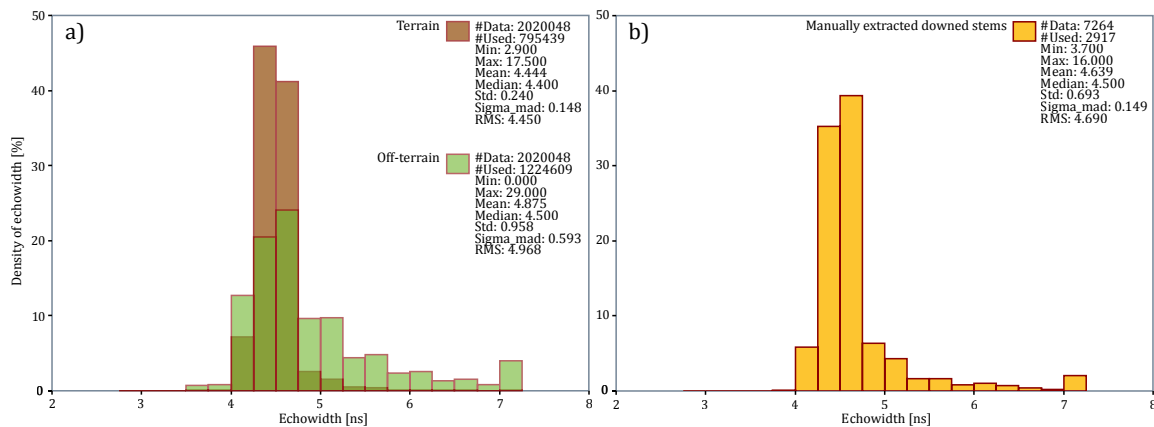 a)
Terrain
#Data: 2020048
#Used: 795439
Min: 2.900
Max: 17.500
Mean: 4.444
Median: 4.400
Std: 0.240
Sigma_mad: 0.148
RMS: 4.450
Off-terrain
#Data: 2020048
#Used: 1224609
Min: 0.000
Max: 29.000
Mean: 4.875
Median: 4.500
Std: 0.958
Sigma_mad: 0.593
RMS: 4.968
Density of echowidth [%]
50
40
30
20
10
0
2 3 4 5 6 7 8
Echowidth [ns]
b)
Manually extracted downed stems
#Data: 7264
#Used: 2917
Min: 3.700
Max: 16.000
Mean: 4.639
Median: 4.500
Std: 0.693
Sigma_mad: 0.149
RMS: 4.690
50
40
30
20
10
0
2 3 4 5 6 7 8
Echowidth [ns]